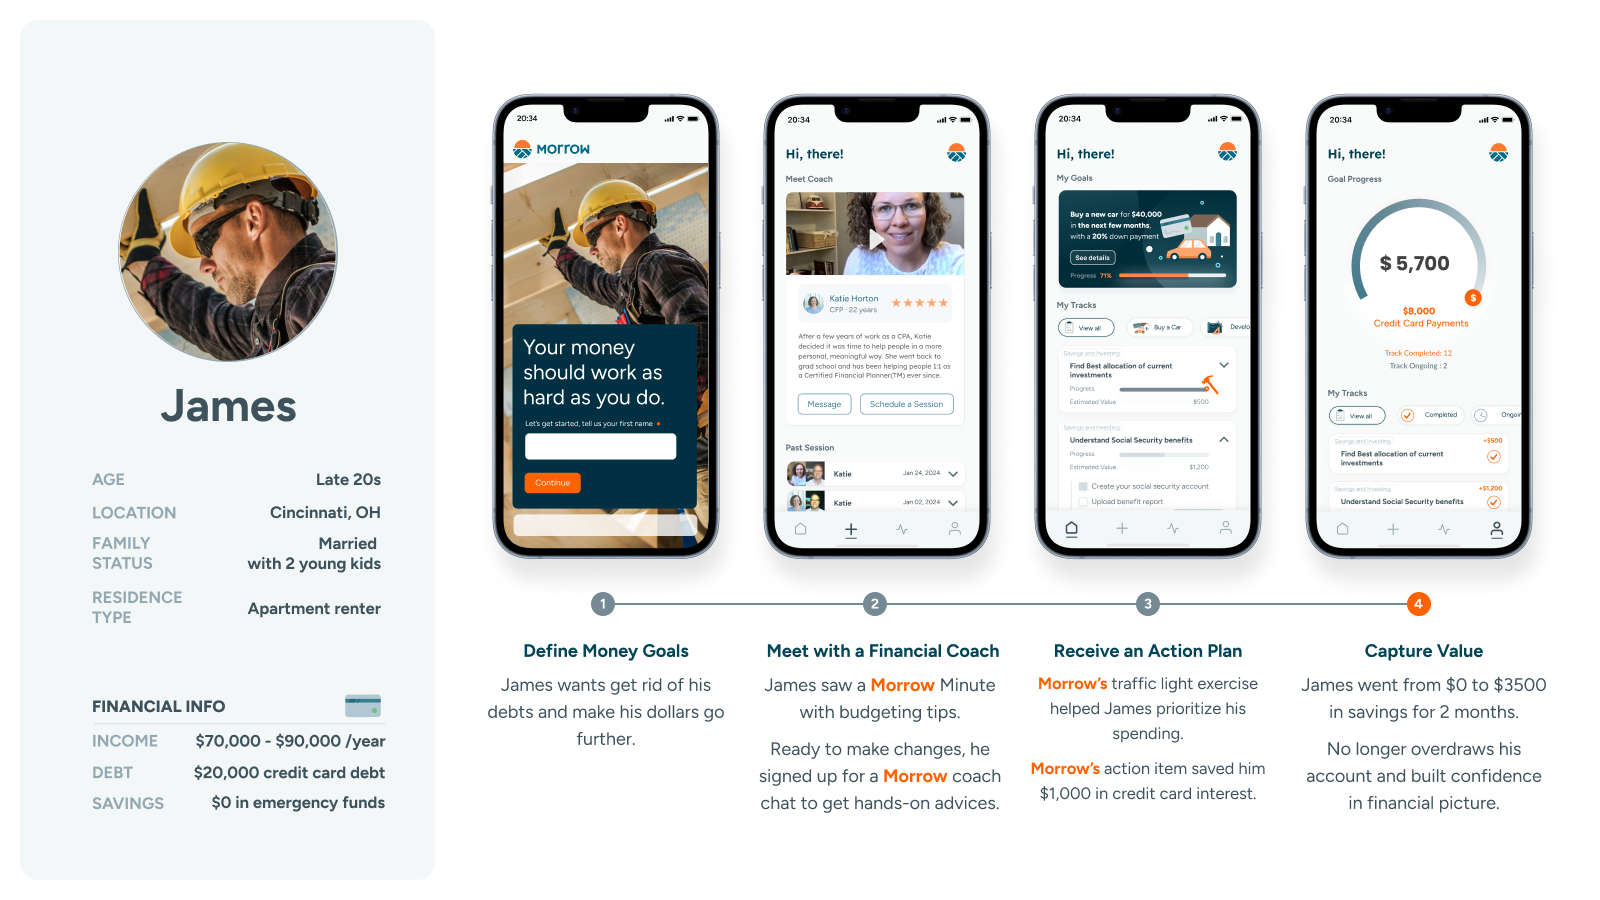 James
AGE Late 20s
LOCATION Cincinnati, OH
FAMILY STATUS
Married
with 2 young kids
RESIDENCE TYPE
Apartment renter
FINANCIAL INFO
INCOME $70,000 - $90,000 /year
DEBT $20,000 credit card debt
SAVINGS $0 in emergency funds
20:34
MORROW
Your money
should work as
hard as you do.
Let's get started, tell us your first name
Continue
20:34
Hi, there!
Meet Coach
Katie Horton
CFP · 22 years
After a few years of work as a CPA, Katie
decided it was time to help people in a more
personal, meaningful way. She went back to
grad school and has been helping people 1:1 as
a Certified Financial Planner(TM) ever since.
Message Schedule a Session
Past Session
Katie Jan 24, 2024
Katie Jan 02, 2024
20:34
Hi, there!
My Goals
Buy a new car for $40,000
in the next few months,
with a 20% down payment
See details
Progress 71%
My Tracks
View all Buy a Car Develo
Savings and Investing
Find Best allocation of current
investments
Progress
Estimated Value $500
Savings and Investing
Understand Social Security benefits
Progress
Estimated Value $1,200
Create your social security account
Upload benefit report
20:34
Hi, there!
Goal Progress
$ 5,700
$
$8,000
Credit Card Payments
Track Completed: 12
Track Ongoing : 2
My Tracks
View all Completed Ongoin
Savings and Investing +$500
Find Best allocation of current
investments
Savings and Investing +$1,200
Understand Social Security benefits
1
2
3
4
Define Money Goals
James wants get rid of his
debts and make his dollars go
further.
Meet with a Financial Coach
James saw a Morrow Minute
with budgeting tips.
Ready to make changes, he
signed up for a Morrow coach
chat to get hands-on advices.
Receive an Action Plan
Morrow's traffic light exercise
helped James prioritize his
spending.
Morrow's action item saved him
$1,000 in credit card interest.
Capture Value
James went from $0 to $3500
in savings for 2 months.
No longer overdraws his
account and built confidence
in financial picture.